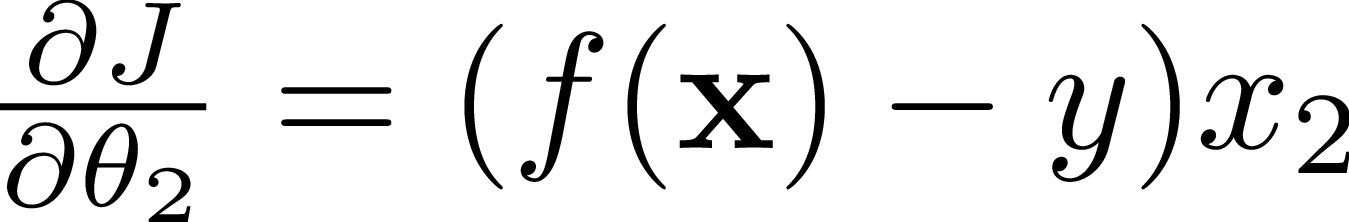 ∂J/∂θ₂ = (f(𝐱) − y)x₂